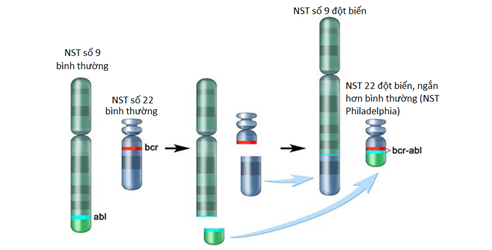 NST số 9 đột biến
NST số 9
bình thường
NST số 22
bình thường
NST 22 đột biến, ngắn
hơn bình thường (NST
Philadelphia)
bcr
bcr-abl
abl